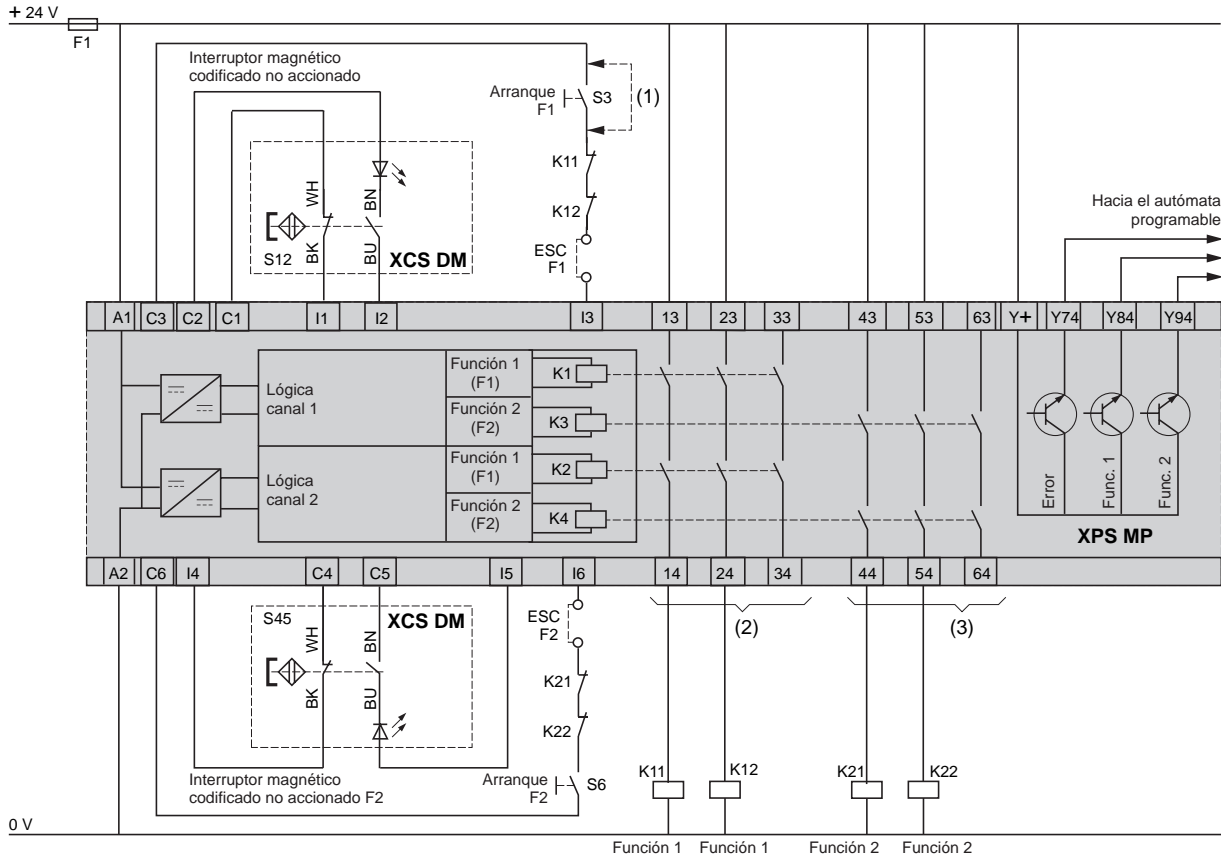 + 24 V
F1
Interruptor magnético
codificado no accionado
Arranque
F1
S3
(1)
K11
K12
ESC
F1
WH
BN
S12
BK
BU
XCS DM
Hacia el autómata
programable
A1 C3 C2 C1 I1 I2 I3 13 23 33 43 53 63 Y+ Y74 Y84 Y94
Lógica
canal 1
Función 1
(F1)
K1
Función 2
(F2)
K3
Lógica
canal 2
Función 1
(F1)
K2
Función 2
(F2)
K4
Error
Func. 1
Func. 2
XPS MP
A2 C6 I4 C4 C5 I5 I6 14 24 34 44 54 64
S45
WH
BN
XCS DM
BK
BU
ESC
F2
(2)
(3)
K21
K22
Interruptor magnético
codificado no accionado F2
Arranque
F2
S6
K11
K12
K21
K22
0 V
Función 1 Función 1 Función 2 Función 2